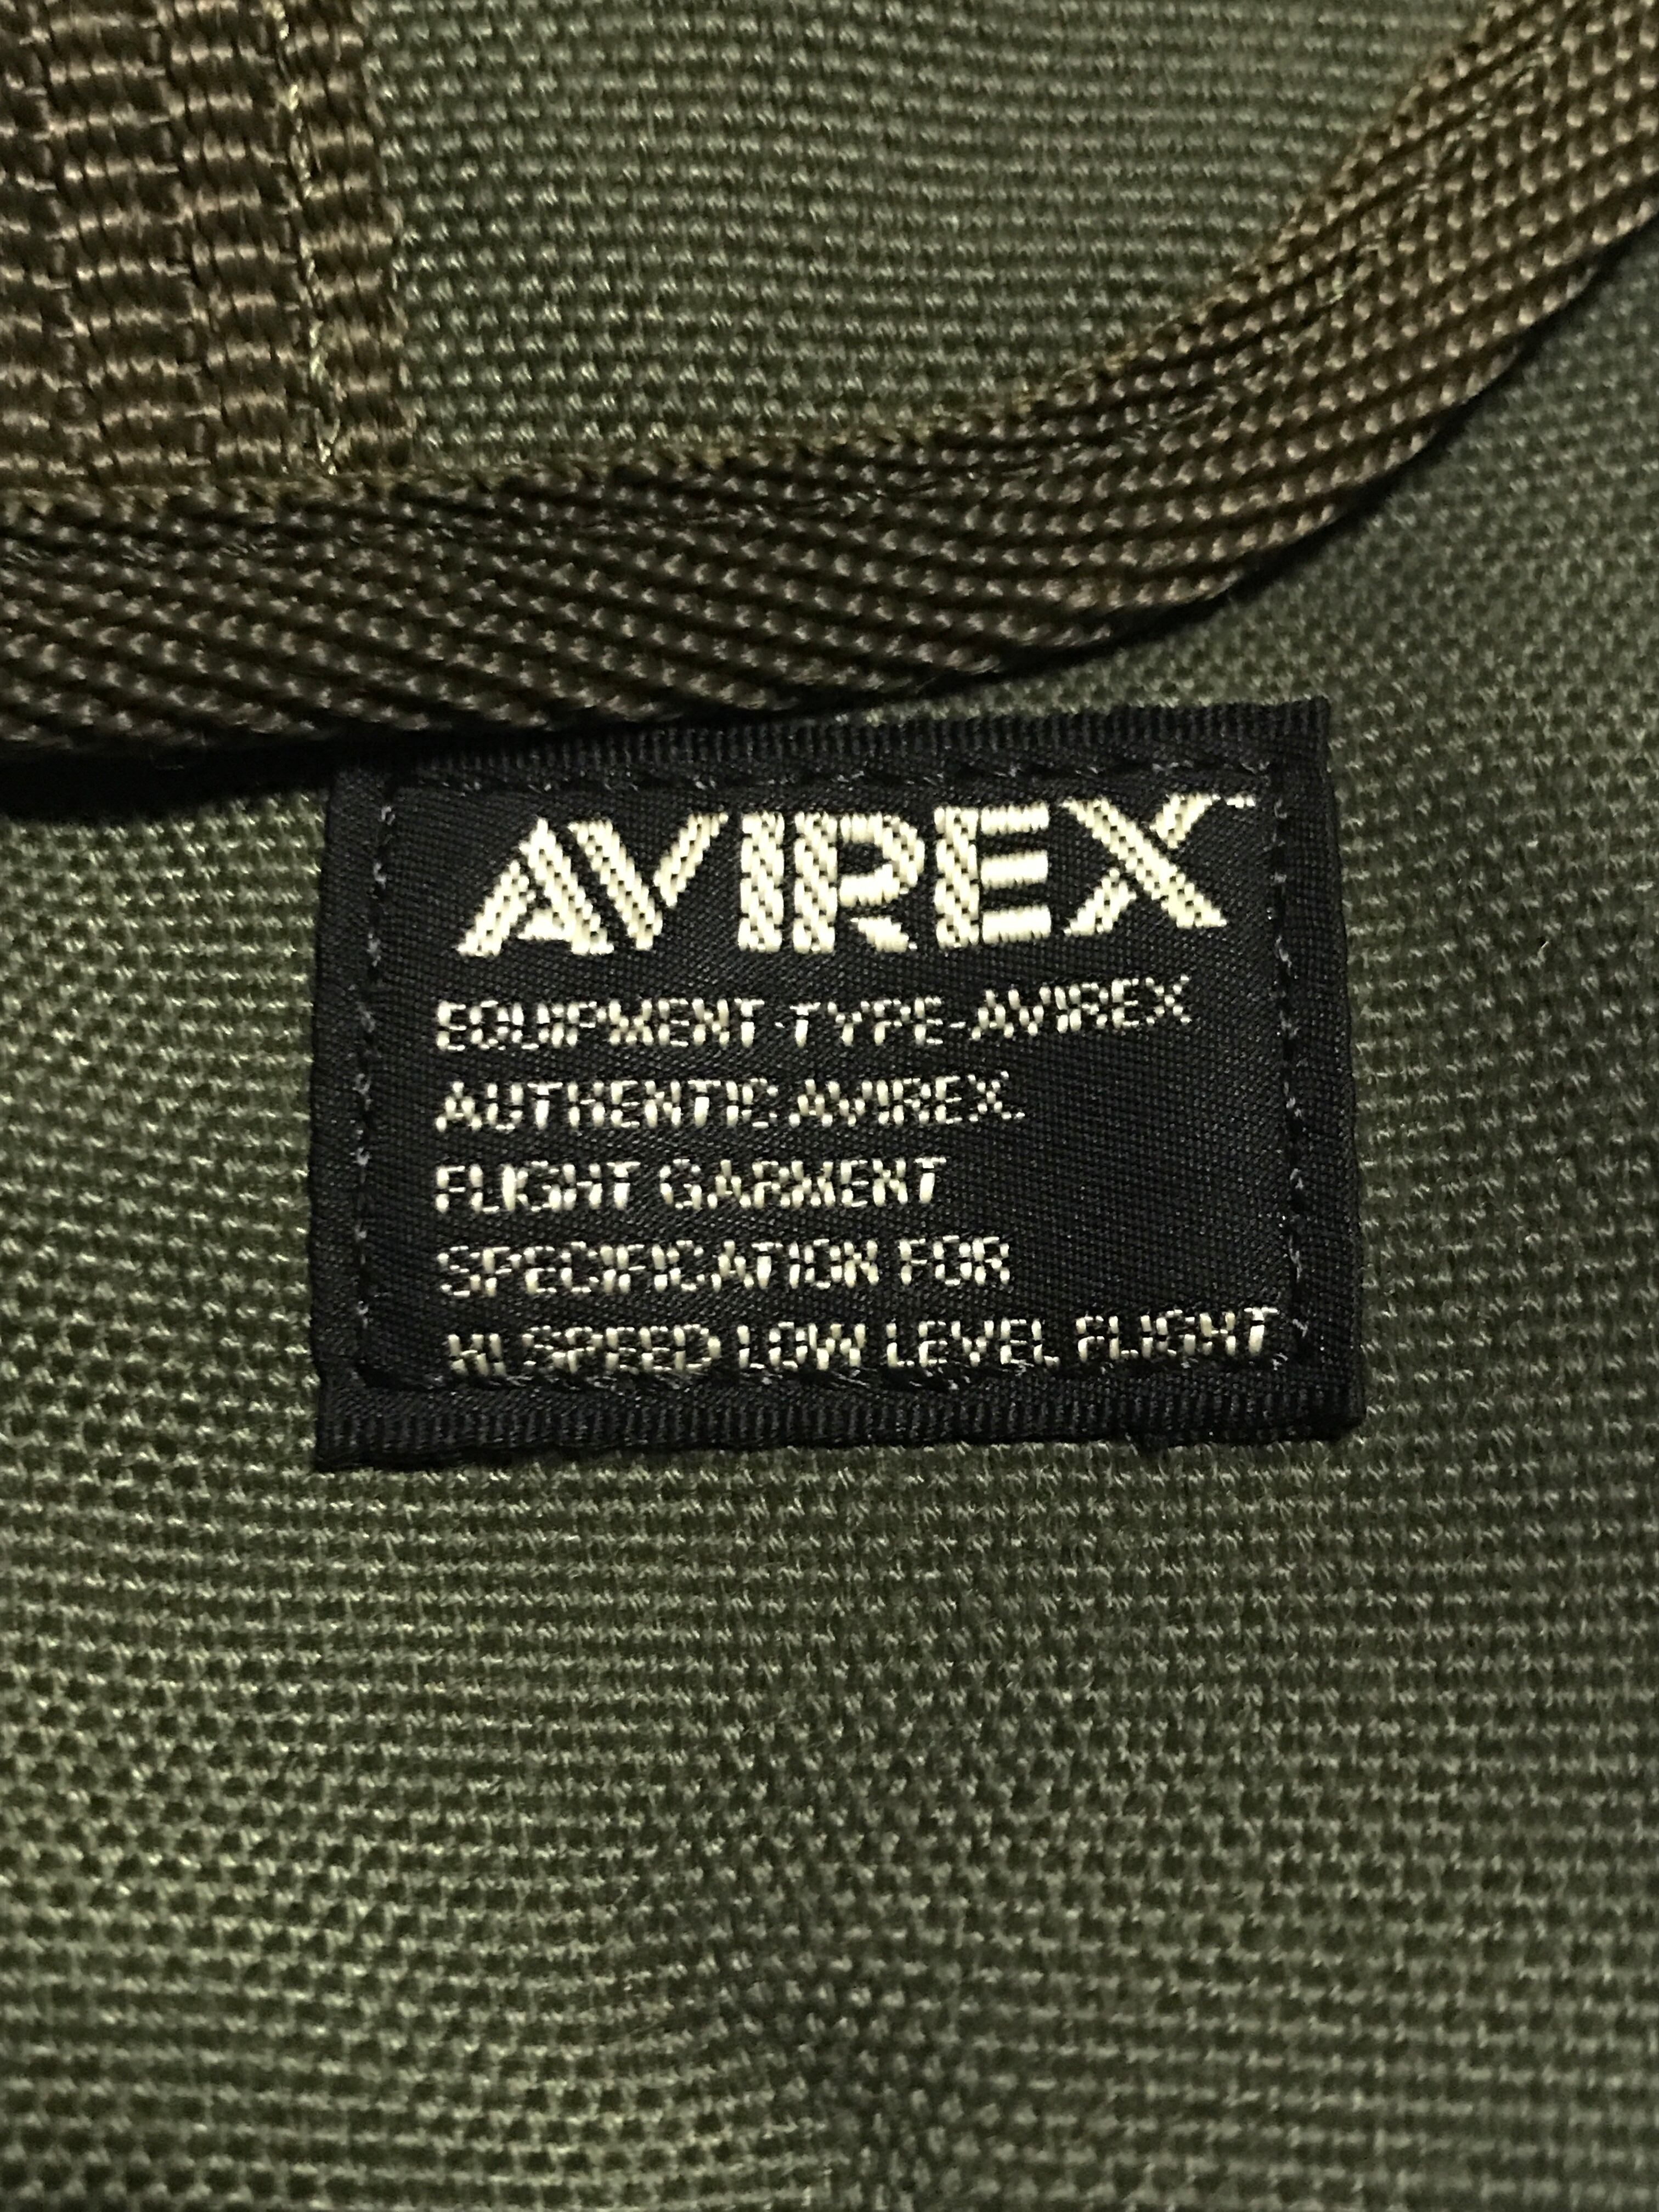 AVIREX
EQUIPMENT-TYPE-AVIREX
AUTHENTIC AVIREX.
FLIGHT GARMENT
SPECIFICATION FOR
HI.SPEED LOW LEVEL FLIGHT